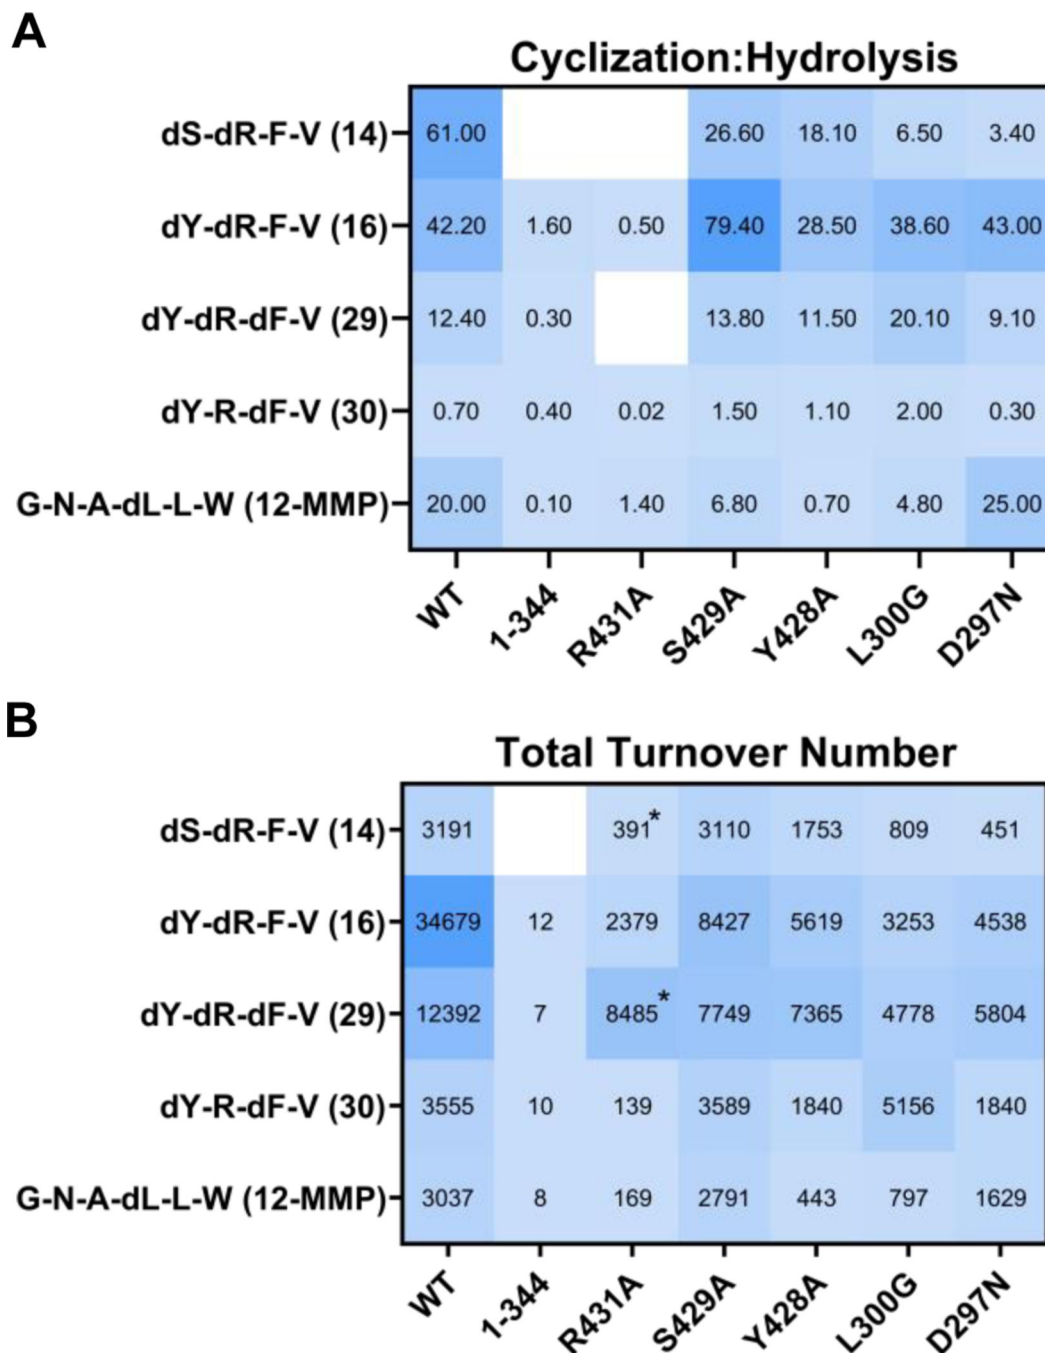 A
Cyclization:Hydrolysis
dS-dR-F-V (14) 61.00 26.60 18.10 6.50 3.40
dY-dR-F-V (16) 42.20 1.60 0.50 79.40 28.50 38.60 43.00
dY-dR-dF-V (29) 12.40 0.30 13.80 11.50 20.10 9.10
dY-R-dF-V (30) 0.70 0.40 0.02 1.50 1.10 2.00 0.30
G-N-A-dL-L-W (12-MMP) 20.00 0.10 1.40 6.80 0.70 4.80 25.00
WT 1-344 R431A S429A Y428A L300G D297N
B
Total Turnover Number
dS-dR-F-V (14) 3191 391* 3110 1753 809 451
dY-dR-F-V (16) 34679 12 2379 8427 5619 3253 4538
dY-dR-dF-V (29) 12392 7 8485* 7749 7365 4778 5804
dY-R-dF-V (30) 3555 10 139 3589 1840 5156 1840
G-N-A-dL-L-W (12-MMP) 3037 8 169 2791 443 797 1629
WT 1-344 R431A S429A Y428A L300G D297N